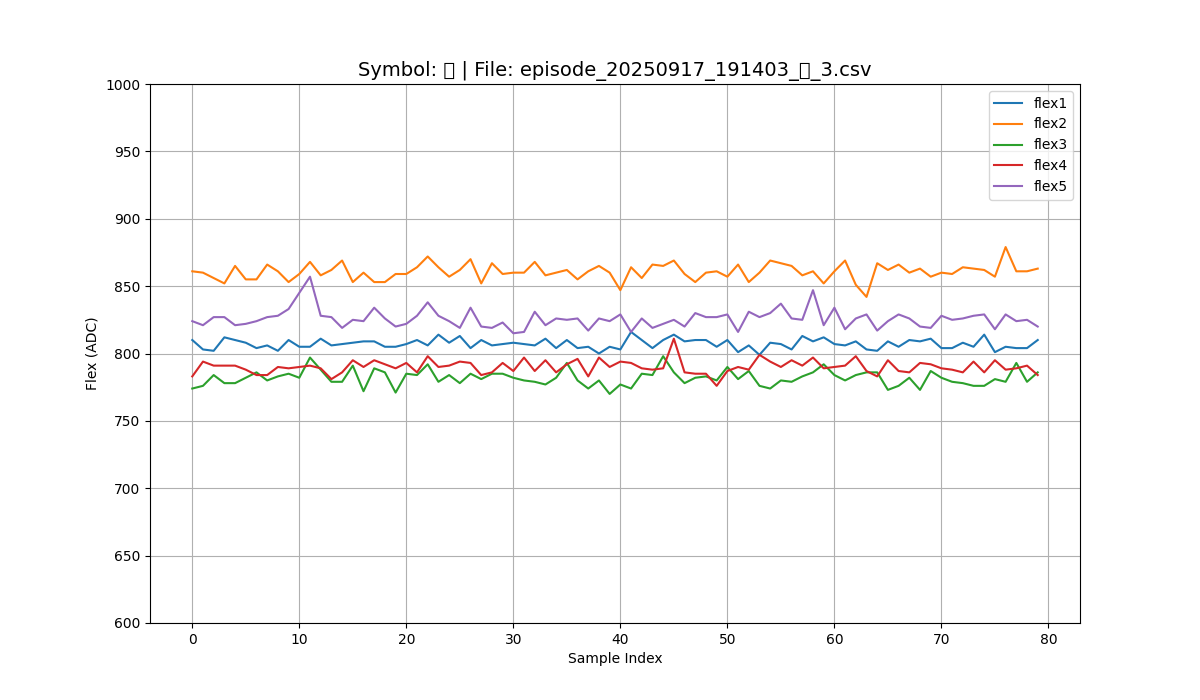 Symbol: | File: episode_20250917_191403_ _3.csv
1000
950
900
850
800
750
700
650
600
Flex (ADC)
flex1
flex2
flex3
flex4
flex5
0 10 20 30 40 50 60 70 80
Sample Index